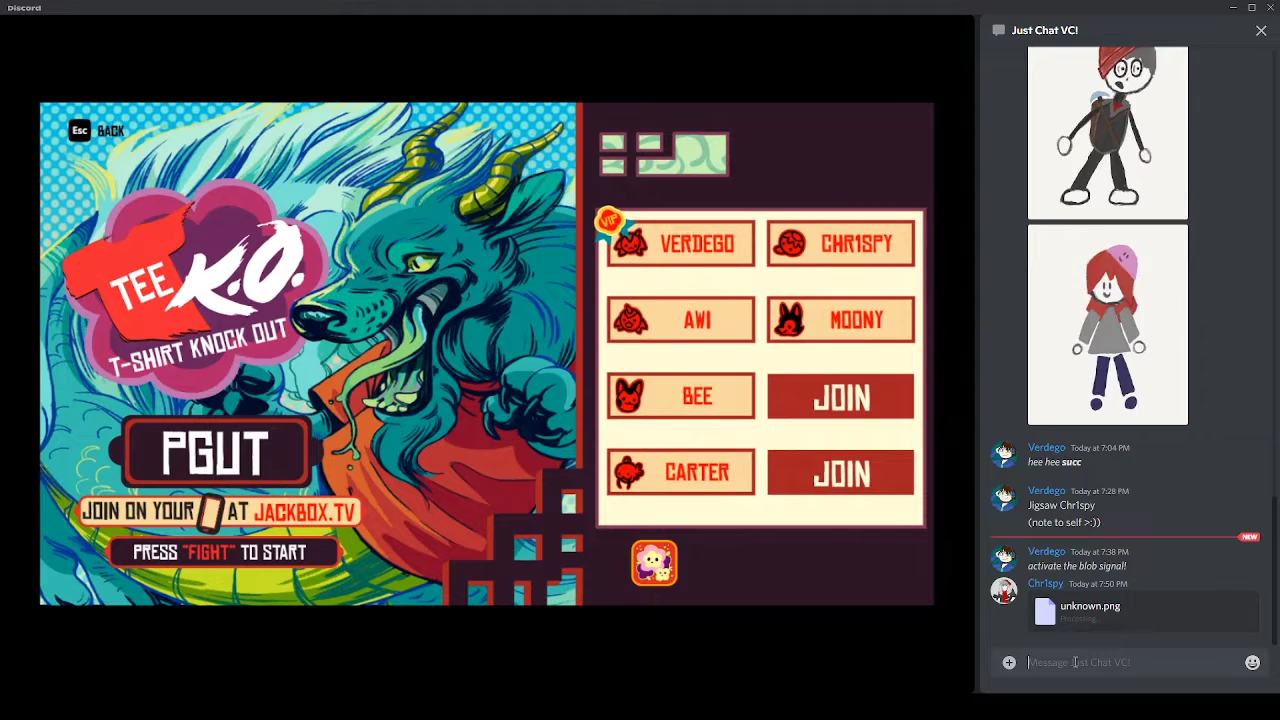 Discord
Just Chat VC!
Esc BACK
TEE K.O.
T-SHIRT KNOCK OUT
PGUT
JOIN ON YOUR AT JACKBOX.TV
PRESS "FIGHT" TO START
VIP
VERDEGO
CHR1SPY
AWI
MOONY
BEE
JOIN
CARTER
JOIN
Verdego Today at 7:04 PM
hee hee succ
Verdego Today at 7:28 PM
Jigsaw Chr1spy
(note to self >:))
NEW
Verdego Today at 7:38 PM
activate the blob signal!
Chr1spy Today at 7:50 PM
unknown.png
Processing...
Message Just Chat VC!